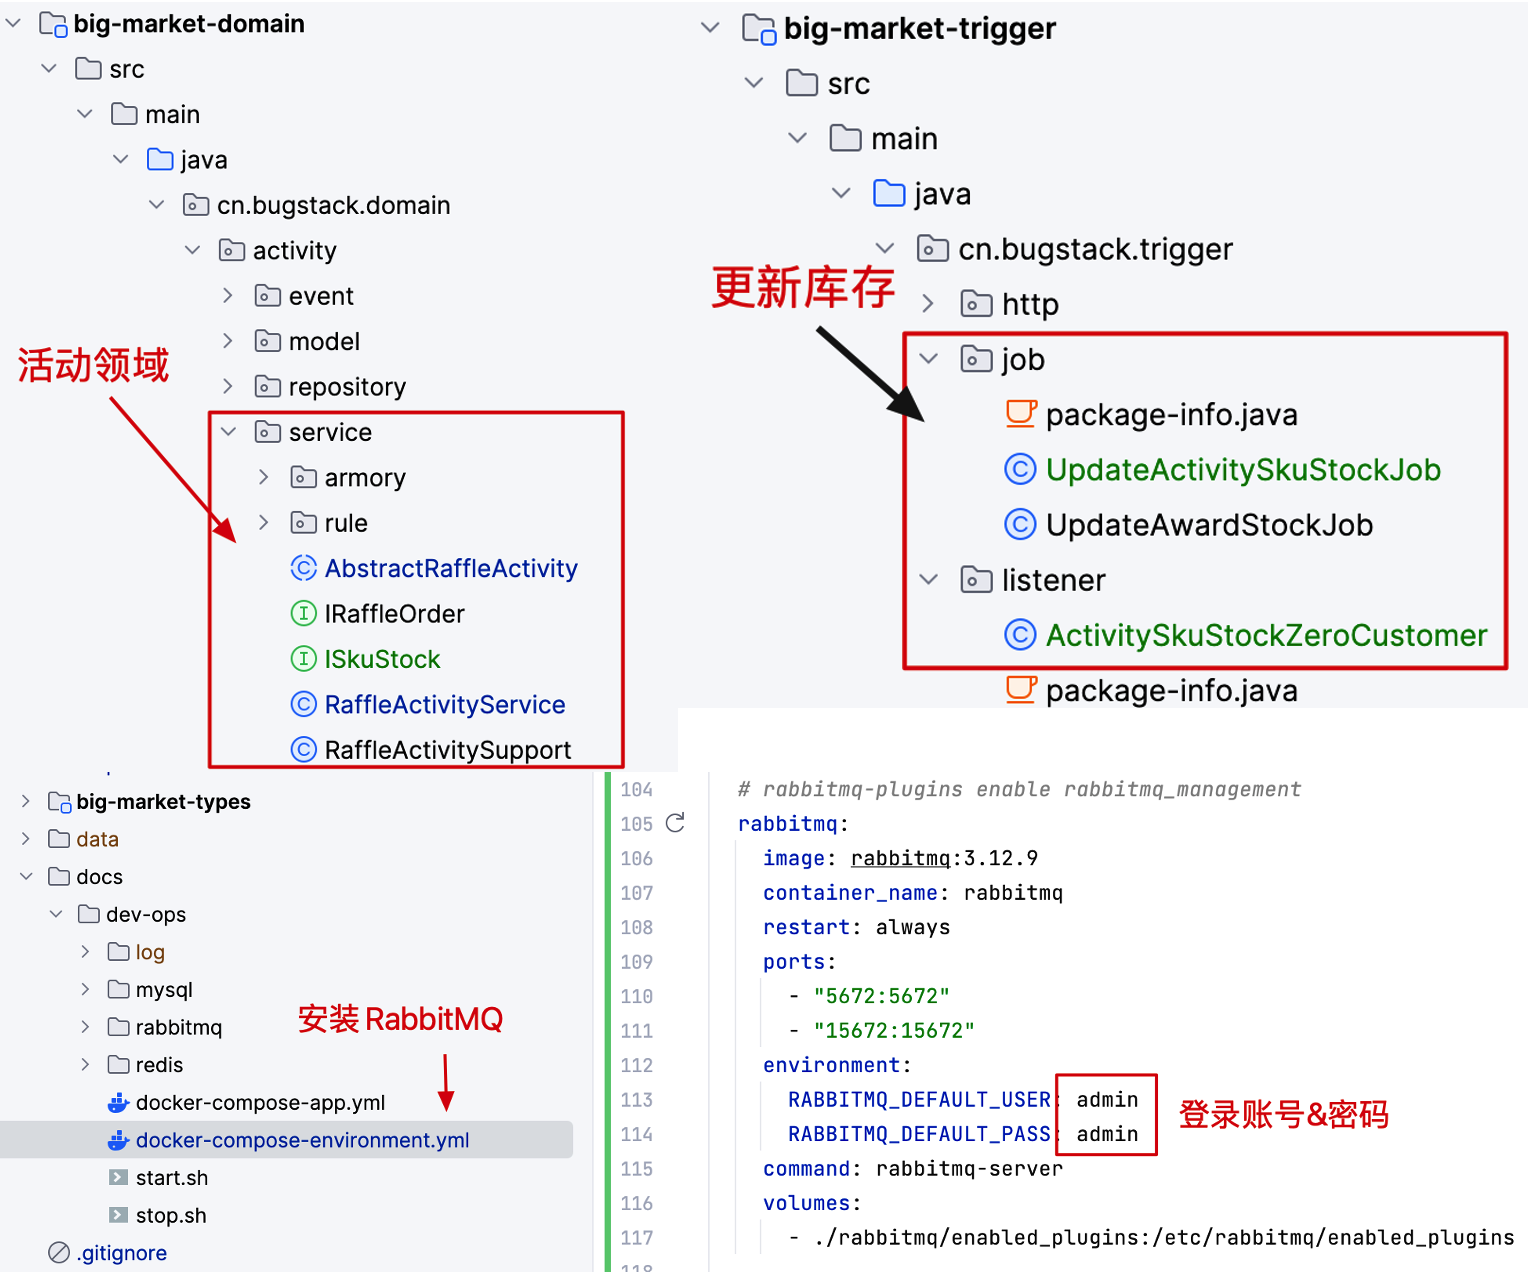 big-market-domain
src
main
java
cn.bugstack.domain
activity
event
model
repository
活动领域
service
armory
rule
AbstractRaffleActivity
IRaffleOrder
ISkuStock
RaffleActivityService
RaffleActivitySupport
big-market-trigger
src
main
java
cn.bugstack.trigger
更新库存
http
job
package-info.java
UpdateActivitySkuStockJob
UpdateAwardStockJob
listener
ActivitySkuStockZeroCustomer
package-info.java
big-market-types
data
docs
dev-ops
log
mysql
安装 RabbitMQ
rabbitmq
redis
docker-compose-app.yml
docker-compose-environment.yml
start.sh
stop.sh
.gitignore
104 # rabbitmq-plugins enable rabbitmq_management
105 rabbitmq:
106 image: rabbitmq:3.12.9
107 container_name: rabbitmq
108 restart: always
109 ports:
110 - "5672:5672"
111 - "15672:15672"
112 environment:
113 RABBITMQ_DEFAULT_USER: admin
114 RABBITMQ_DEFAULT_PASS: admin
登录账号&密码
115 command: rabbitmq-server
116 volumes:
117 - ./rabbitmq/enabled_plugins:/etc/rabbitmq/enabled_plugins
118